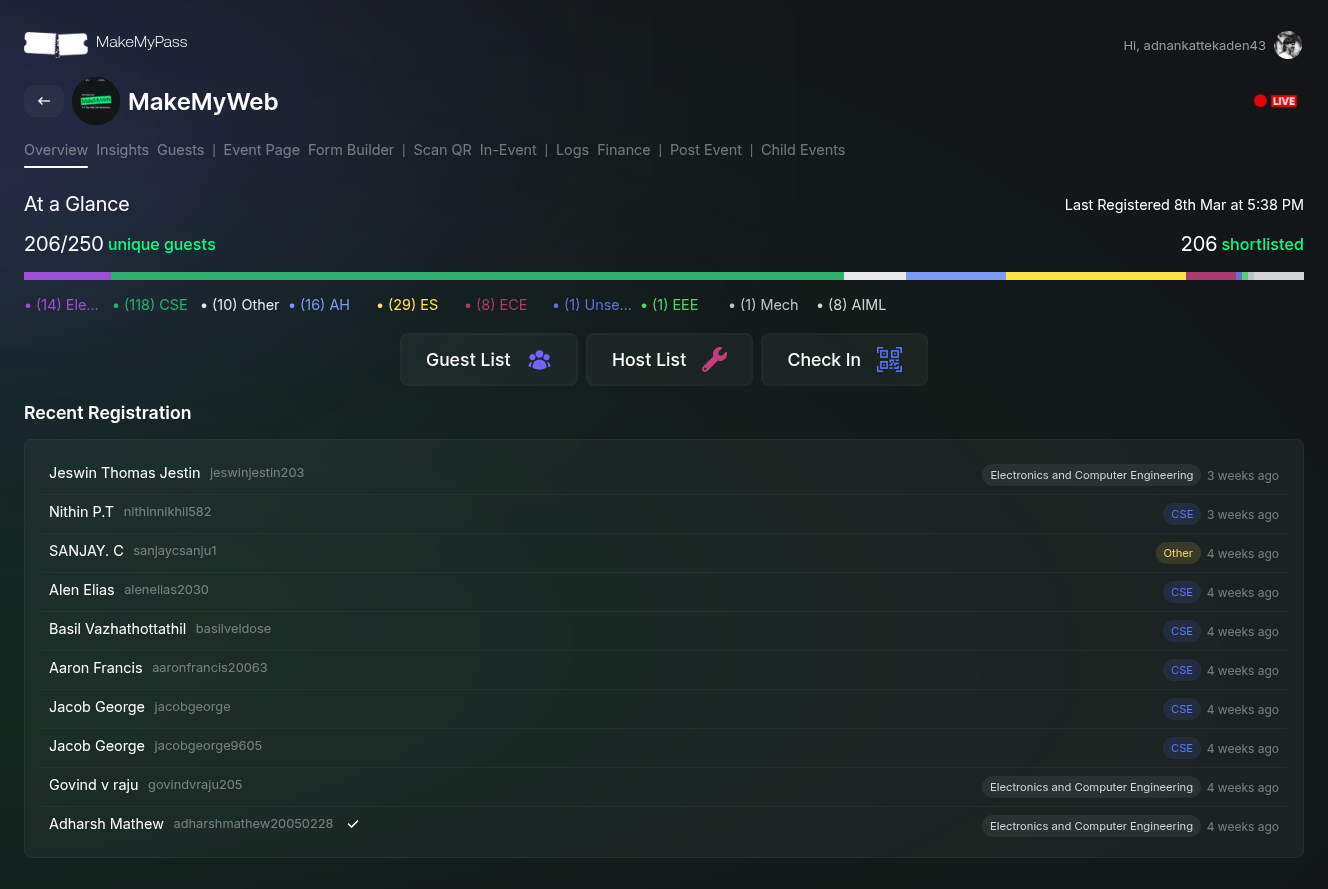 MakeMyPass
Hi, adnankattekaden43
MakeMyWeb
LIVE
Overview Insights Guests | Event Page Form Builder | Scan QR In-Event | Logs Finance | Post Event | Child Events
At a Glance
Last Registered 8th Mar at 5:38 PM
206/250 unique guests
206 shortlisted
• (14) Ele... • (118) CSE • (10) Other • (16) AH • (29) ES • (8) ECE • (1) Unse... • (1) EEE • (1) Mech • (8) AIML
Guest List
Host List
Check In
Recent Registration
Jeswin Thomas Jestin jeswinjestin203 Electronics and Computer Engineering 3 weeks ago
Nithin P.T nithinnikhil582 CSE 3 weeks ago
SANJAY. C sanjaycsanju1 Other 4 weeks ago
Alen Elias alenelias2030 CSE 4 weeks ago
Basil Vazhathottathil basilveldose CSE 4 weeks ago
Aaron Francis aaronfrancis20063 CSE 4 weeks ago
Jacob George jacobgeorge CSE 4 weeks ago
Jacob George jacobgeorge9605 CSE 4 weeks ago
Govind v raju govindvraju205 Electronics and Computer Engineering 4 weeks ago
Adharsh Mathew adharshmathew20050228 Electronics and Computer Engineering 4 weeks ago